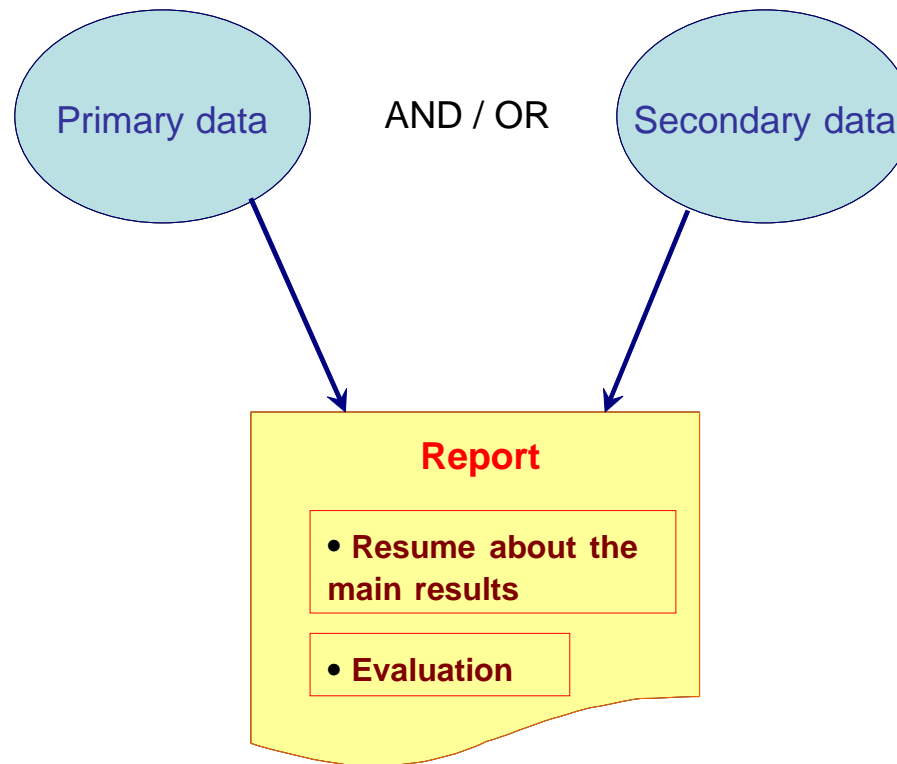 Primary data
AND / OR
Secondary data
Report
• Resume about the
main results
• Evaluation